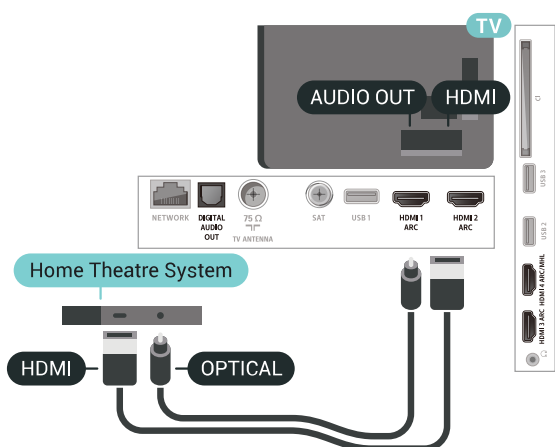 TV
AUDIO OUT HDMI
CI
USB 3
USB 2
HDMI 4 ARC/MHL
HDMI 3 ARC
NETWORK
DIGITAL
AUDIO
OUT
75 Ω
TV ANTENNA
SAT
USB 1
HDMI 1
ARC
HDMI 2
ARC
Home Theatre System
HDMI
OPTICAL